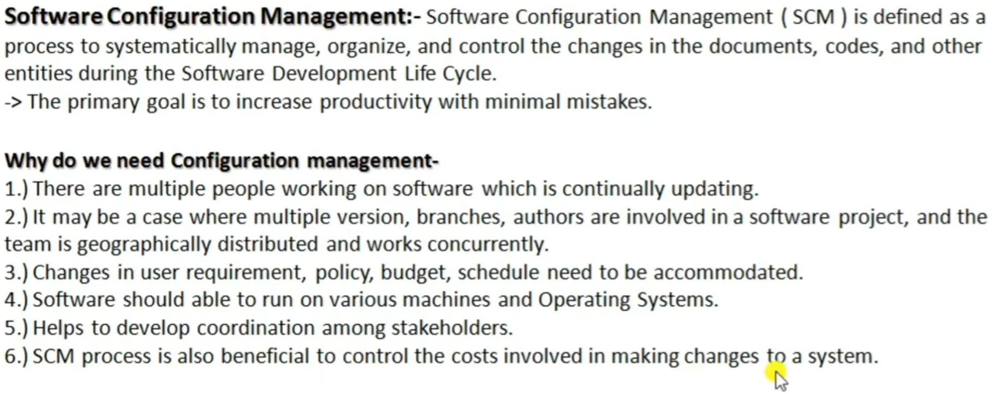 Software Configuration Management:- Software Configuration Management ( SCM ) is defined as a
process to systematically manage, organize, and control the changes in the documents, codes, and other
entities during the Software Development Life Cycle.
-> The primary goal is to increase productivity with minimal mistakes.
Why do we need Configuration management-
1.) There are multiple people working on software which is continually updating.
2.) It may be a case where multiple version, branches, authors are involved in a software project, and the
team is geographically distributed and works concurrently.
3.) Changes in user requirement, policy, budget, schedule need to be accommodated.
4.) Software should able to run on various machines and Operating Systems.
5.) Helps to develop coordination among stakeholders.
6.) SCM process is also beneficial to control the costs involved in making changes to a system.